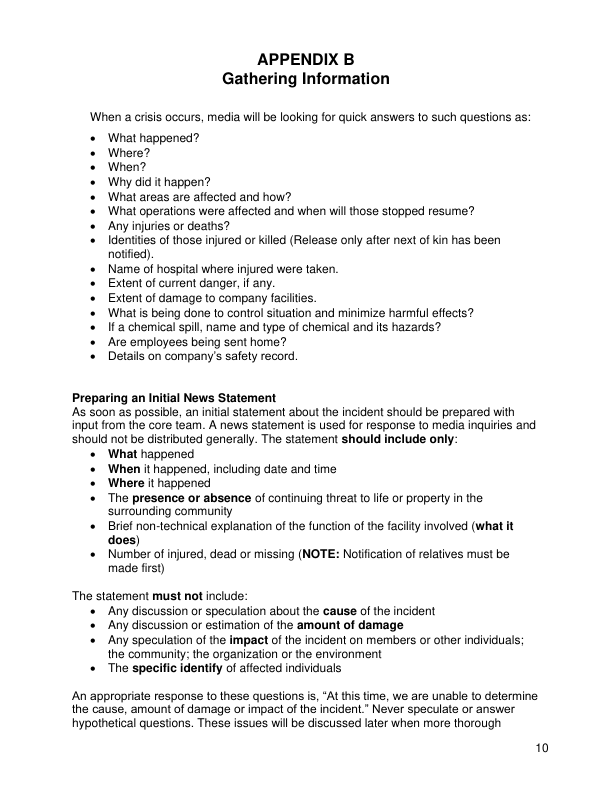 APPENDIX B
Gathering Information
When a crisis occurs, media will be looking for quick answers to such questions as:
• What happened?
• Where?
• When?
• Why did it happen?
• What areas are affected and how?
• What operations were affected and when will those stopped resume?
• Any injuries or deaths?
• Identities of those injured or killed (Release only after next of kin has been
notified).
• Name of hospital where injured were taken.
• Extent of current danger, if any.
• Extent of damage to company facilities.
• What is being done to control situation and minimize harmful effects?
• If a chemical spill, name and type of chemical and its hazards?
• Are employees being sent home?
• Details on company’s safety record.
Preparing an Initial News Statement
As soon as possible, an initial statement about the incident should be prepared with
input from the core team. A news statement is used for response to media inquiries and
should not be distributed generally. The statement should include only:
• What happened
• When it happened, including date and time
• Where it happened
• The presence or absence of continuing threat to life or property in the
surrounding community
• Brief non-technical explanation of the function of the facility involved (what it
does)
• Number of injured, dead or missing (NOTE: Notification of relatives must be
made first)
The statement must not include:
• Any discussion or speculation about the cause of the incident
• Any discussion or estimation of the amount of damage
• Any speculation of the impact of the incident on members or other individuals;
the community; the organization or the environment
• The specific identify of affected individuals
An appropriate response to these questions is, “At this time, we are unable to determine
the cause, amount of damage or impact of the incident.” Never speculate or answer
hypothetical questions. These issues will be discussed later when more thorough
10